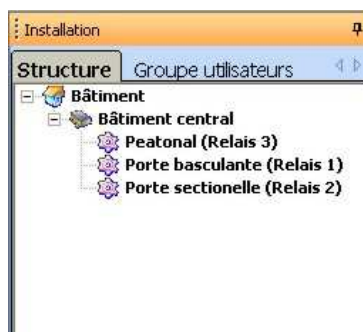 Installation
Structure Groupe utilisateurs
Bâtiment
Bâtiment central
Peatonal (Relais 3)
Porte basculante (Relais 1)
Porte sectionelle (Relais 2)